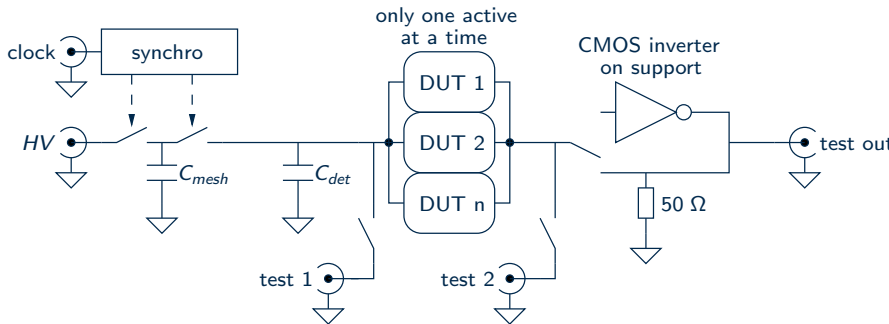 only one active
at a time
clock
synchro
CMOS inverter
on support
DUT 1
HV
DUT 2
test out
C_mesh
C_det
DUT n
50 Ω
test 1
test 2